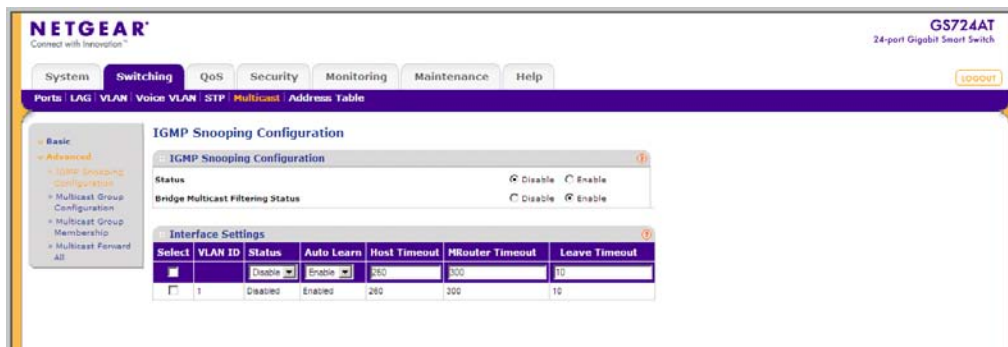 NETGEAR
Connect with Innovation™
GS724AT
24-port Gigabit Smart Switch
System Switching QoS Security Monitoring Maintenance Help
LOGOUT
Ports LAG VLAN Voice VLAN STP Multicast Address Table
Basic
Advanced
IGMP Snooping
Configuration
Multicast Group
Configuration
Multicast Group
Membership
Multicast Forward
All
IGMP Snooping Configuration
IGMP Snooping Configuration
Status Disable Enable
Bridge Multicast Filtering Status Disable Enable
Interface Settings
Select VLAN ID Status Auto Learn Host Timeout MRouter Timeout Leave Timeout
Disable Enable 260 300 10
1 Disabled Enabled 260 300 10